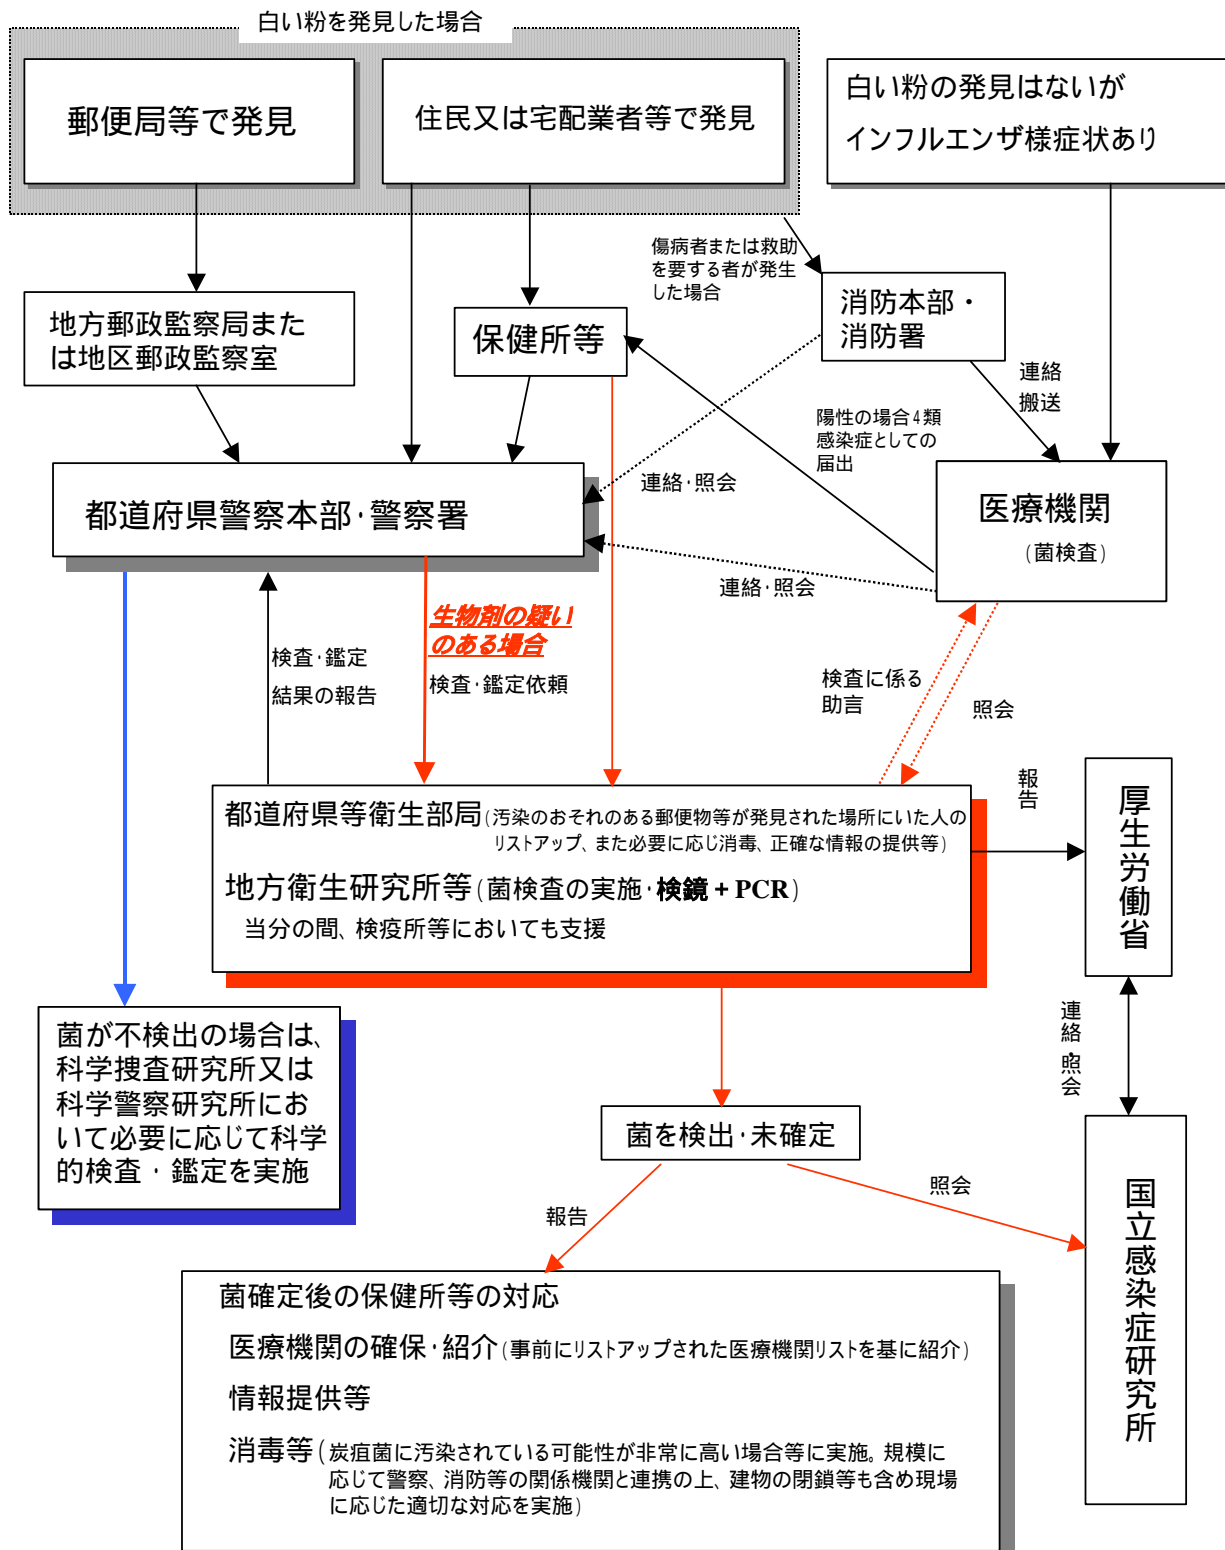 白い粉を発見した場合
郵便局等で発見
住民又は宅配業者等で発見
白い粉の発見はないが
インフルエンザ様症状あり
傷病者または救助
を要する者が発生
した場合
地方郵政監察局また
は地区郵政監察室
保健所等
消防本部・
消防署
連絡
搬送
陽性の場合4類
感染症としての
届出
都道府県警察本部・警察署
連絡・照会
医療機関
(菌検査)
連絡・照会
生物剤の疑い
のある場合
検査・鑑定
結果の報告
検査・鑑定依頼
検査に係る
助言
照会
都道府県等衛生部局(汚染のおそれのある郵便物等が発見された場所にいた人の
リストアップ、また必要に応じ消毒、正確な情報の提供等)
地方衛生研究所等(菌検査の実施・検鏡+PCR)
当分の間、検疫所等においても支援
報告
厚生労働省
菌が不検出の場合は、
科学捜査研究所又は
科学警察研究所にお
いて必要に応じて科学
的検査・鑑定を実施
連絡・照会
菌を検出・未確定
報告
照会
国立感染症研究所
菌確定後の保健所等の対応
医療機関の確保・紹介(事前にリストアップされた医療機関リストを基に紹介)
情報提供等
消毒等(炭疽菌に汚染されている可能性が非常に高い場合等に実施。規模に
応じて警察、消防等の関係機関と連携の上、建物の閉鎖等も含め現場
に応じた適切な対応を実施)